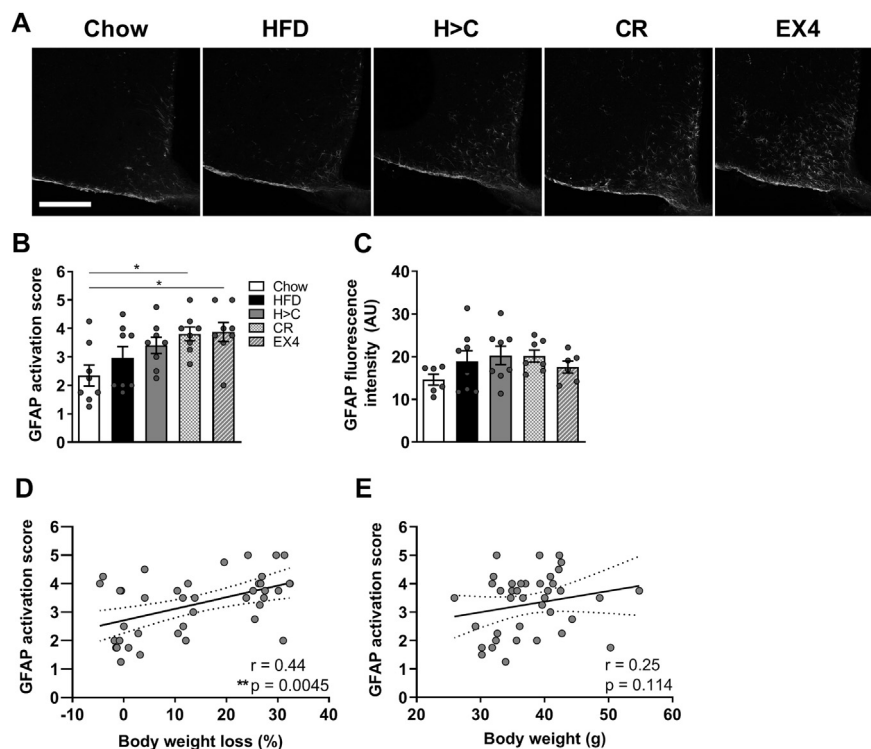 A
Chow HFD H>C CR EX4
B
GFAP activation score
6
5
4
3
2
1
0
*
*
Chow
HFD
H>C
CR
EX4
C
GFAP fluorescence
intensity (AU)
40
30
20
10
0
D
GFAP activation score
6
5
4
3
2
1
0
r = 0.44
**p = 0.0045
-10 0 10 20 30 40
Body weight loss (%)
E
GFAP activation score
6
5
4
3
2
1
0
r = 0.25
p = 0.114
20 30 40 50 60
Body weight (g)